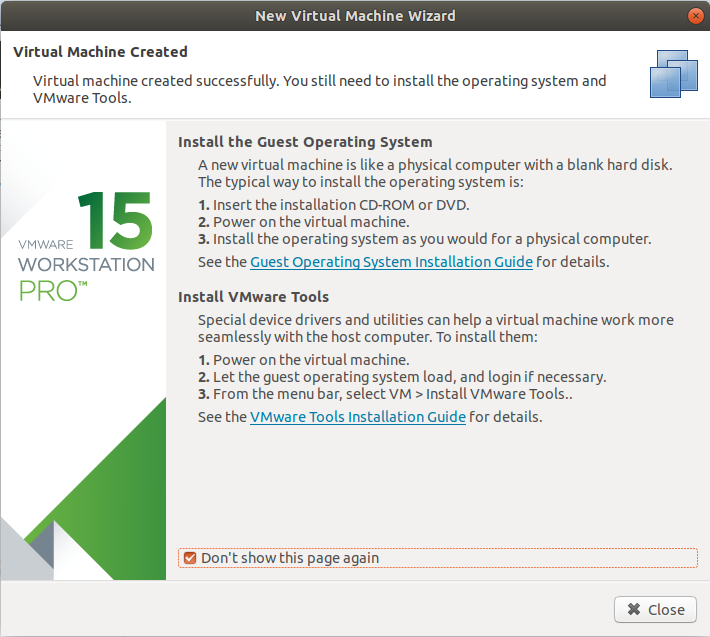 New Virtual Machine Wizard
Virtual Machine Created
Virtual machine created successfully. You still need to install the operating system and
VMware Tools.
VMWARE 15
WORKSTATION
PRO™
Install the Guest Operating System
A new virtual machine is like a physical computer with a blank hard disk.
The typical way to install the operating system is:
1. Insert the installation CD-ROM or DVD.
2. Power on the virtual machine.
3. Install the operating system as you would for a physical computer.
See the Guest Operating System Installation Guide for details.
Install VMware Tools
Special device drivers and utilities can help a virtual machine work more
seamlessly with the host computer. To install them:
1. Power on the virtual machine.
2. Let the guest operating system load, and login if necessary.
3. From the menu bar, select VM > Install VMware Tools..
See the VMware Tools Installation Guide for details.
Don't show this page again
Close